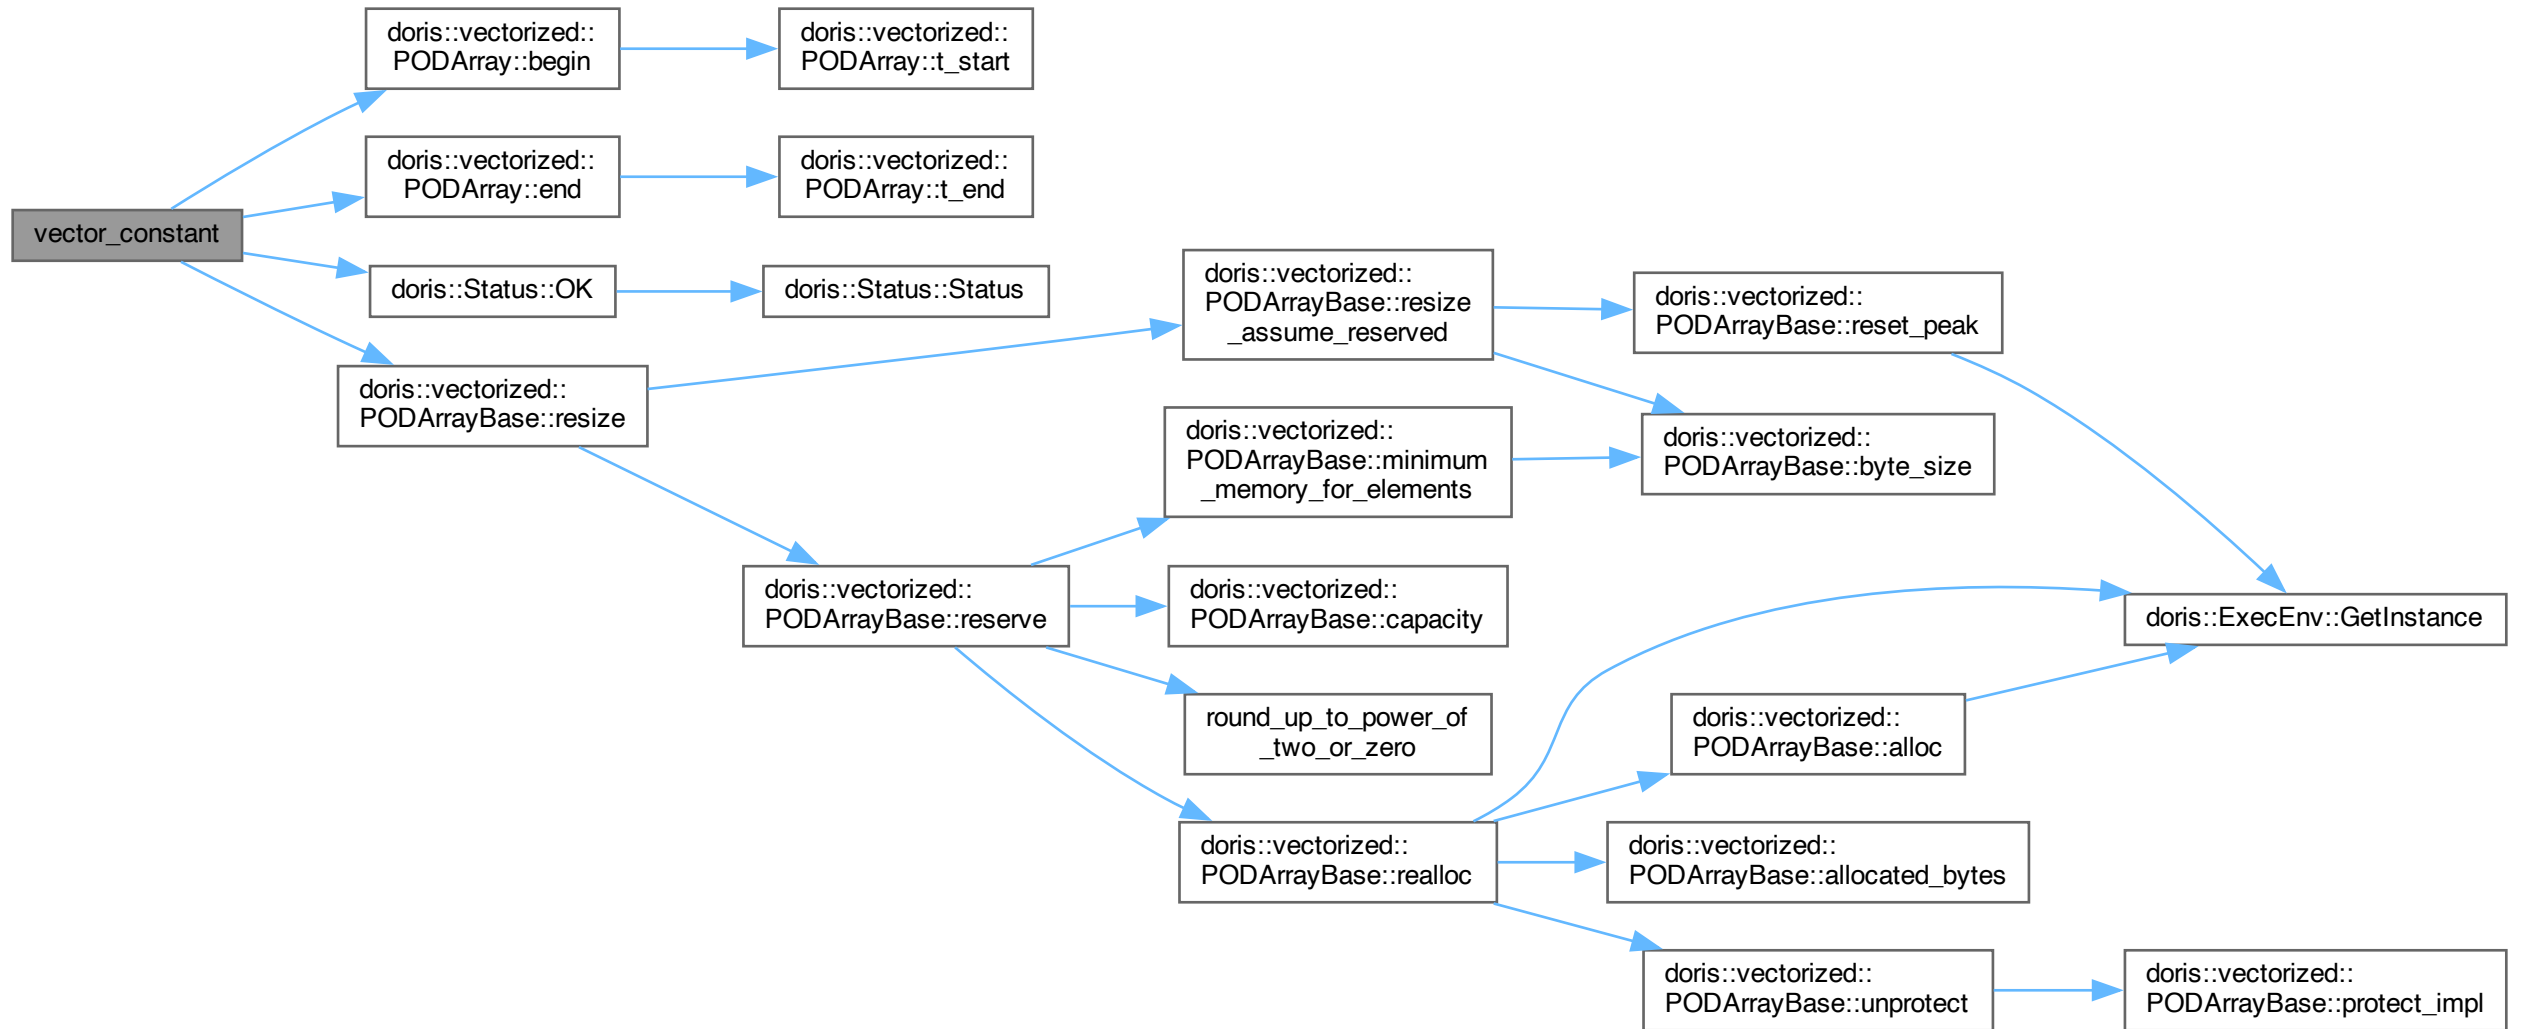 vector_constant
doris::vectorized::
PODArray::begin
doris::vectorized::
PODArray::t_start
doris::vectorized::
PODArray::end
doris::vectorized::
PODArray::t_end
doris::Status::OK
doris::Status::Status
doris::vectorized::
PODArrayBase::resize
doris::vectorized::
PODArrayBase::resize
_assume_reserved
doris::vectorized::
PODArrayBase::reset_peak
doris::vectorized::
PODArrayBase::byte_size
doris::vectorized::
PODArrayBase::minimum
_memory_for_elements
doris::vectorized::
PODArrayBase::reserve
doris::vectorized::
PODArrayBase::capacity
round_up_to_power_of
_two_or_zero
doris::vectorized::
PODArrayBase::realloc
doris::ExecEnv::GetInstance
doris::vectorized::
PODArrayBase::alloc
doris::vectorized::
PODArrayBase::allocated_bytes
doris::vectorized::
PODArrayBase::unprotect
doris::vectorized::
PODArrayBase::protect_impl